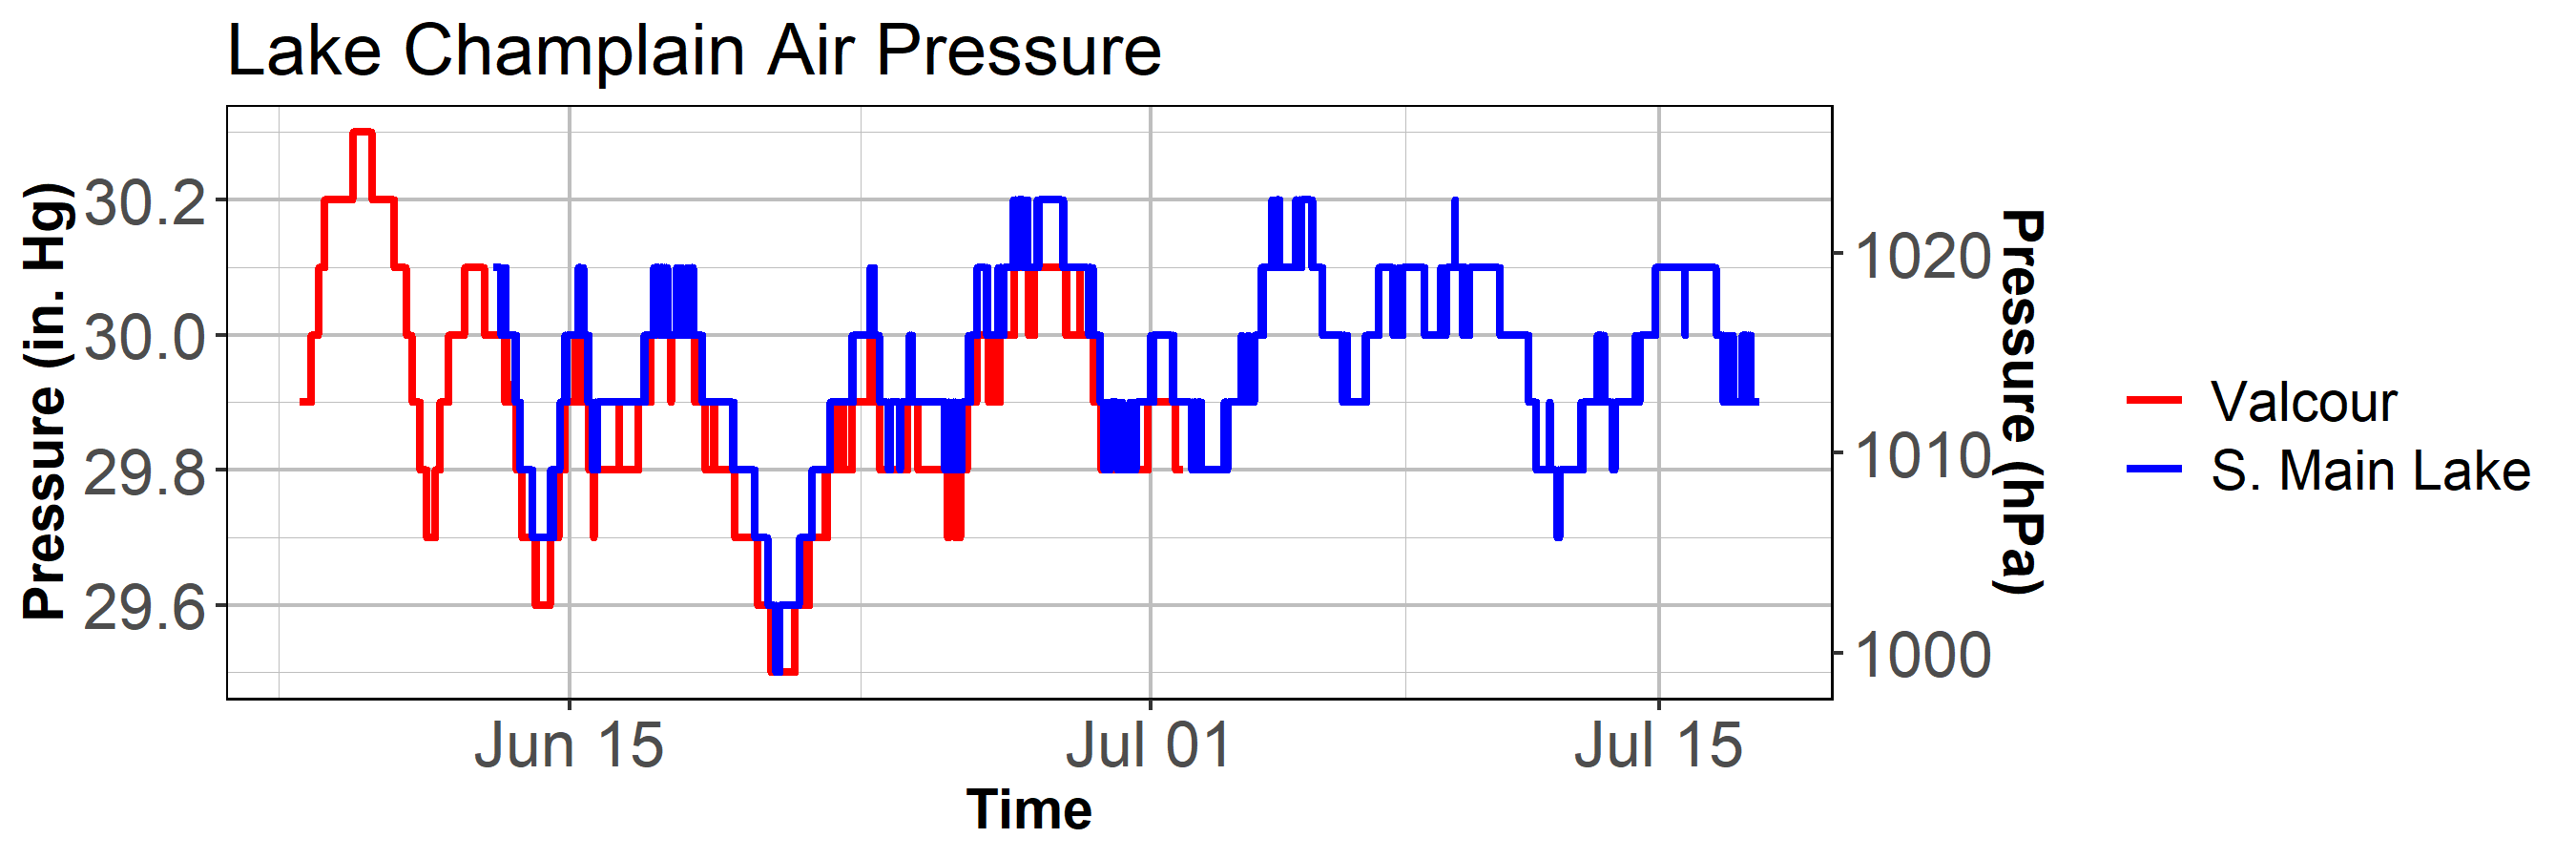 Lake Champlain Air Pressure
Pressure (in. Hg)
30.2
30.0
29.8
29.6
1020
1010
1000
Pressure (hPa)
Jun 15
Jul 01
Jul 15
Time
Valcour
S. Main Lake